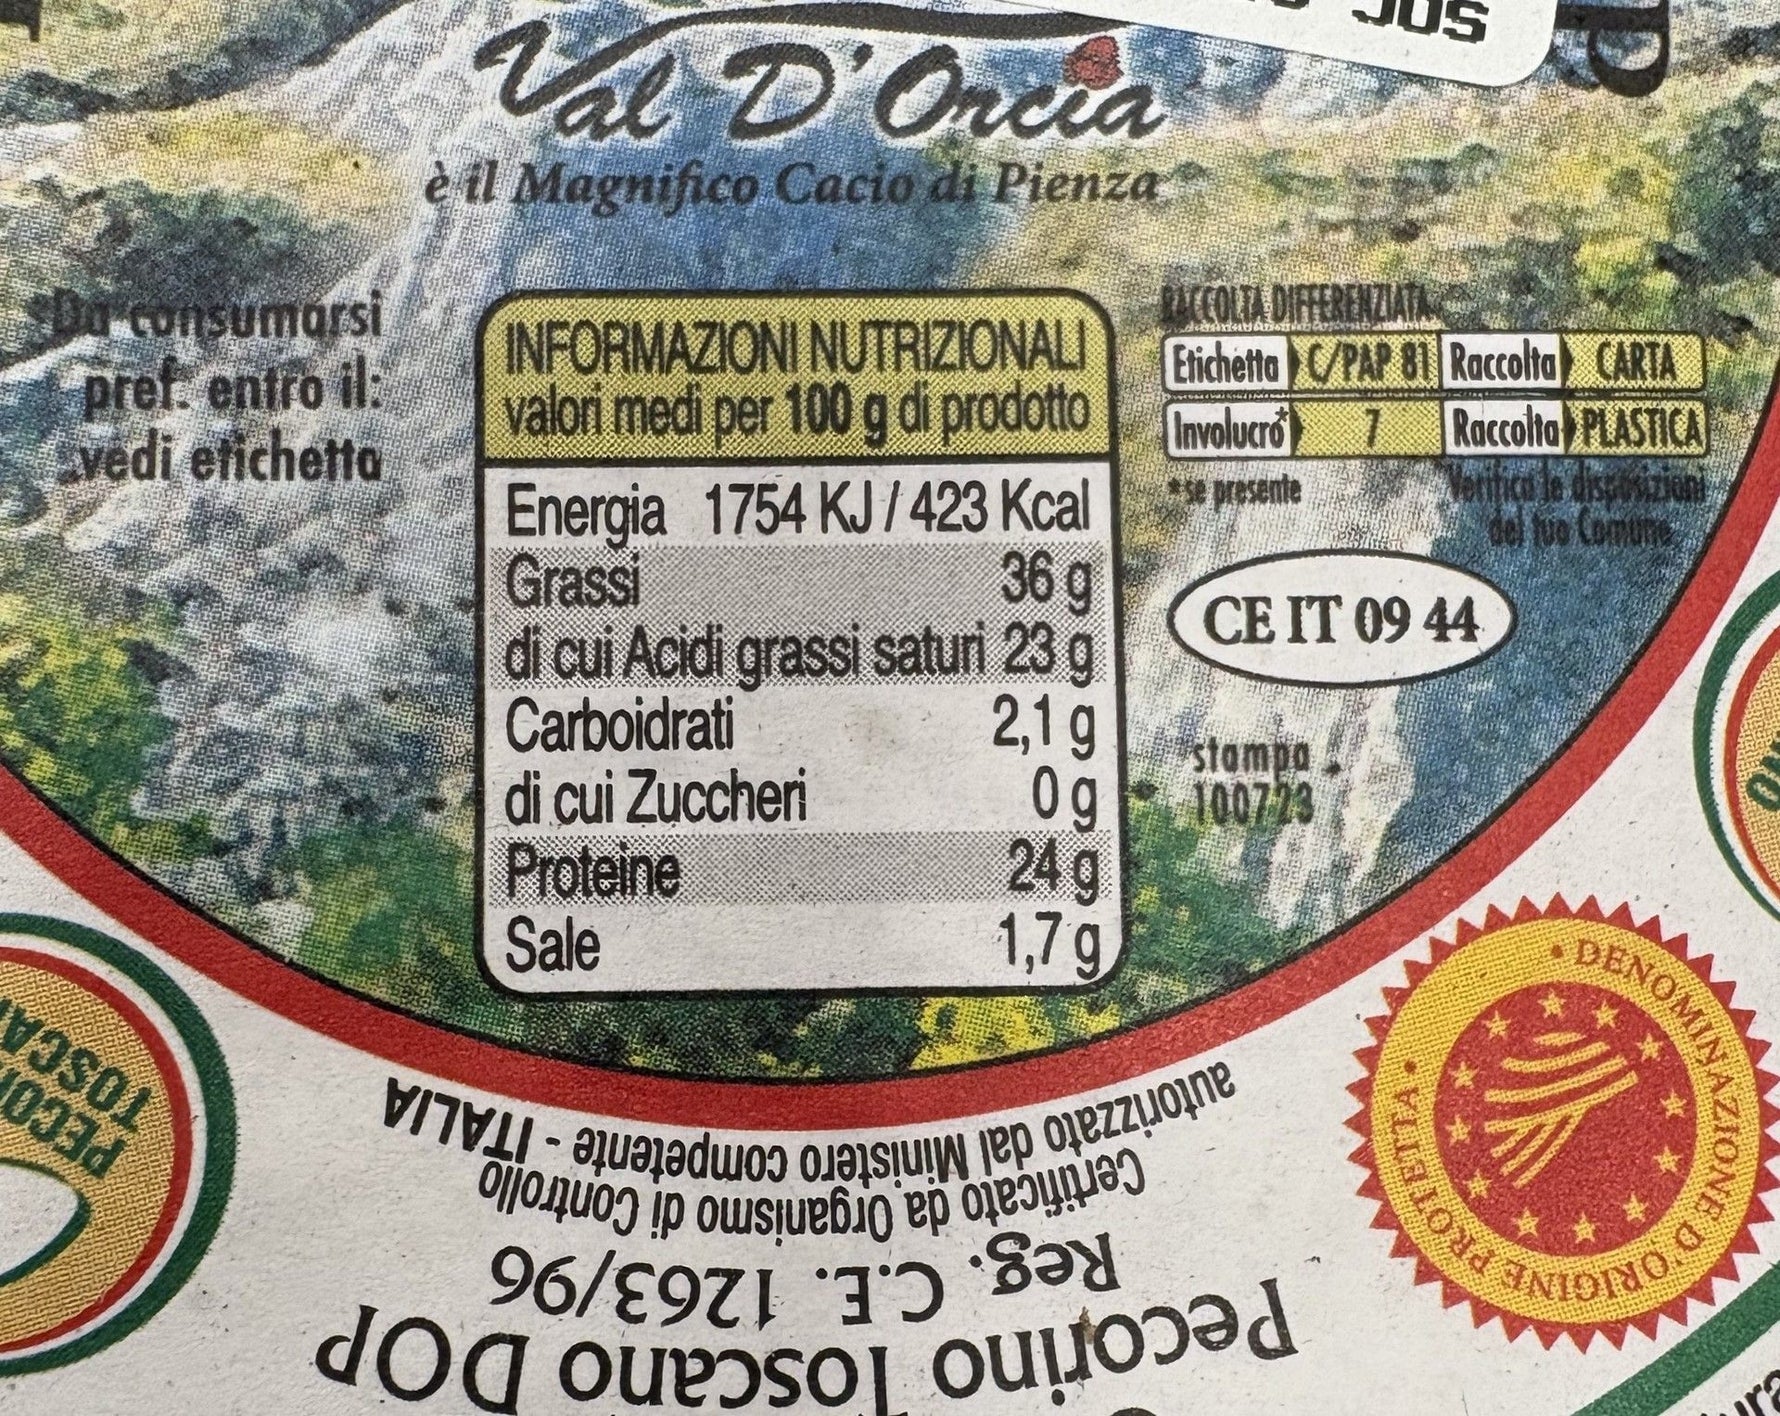 Val D'Orcia
è il Magnifico Cacio di Pienza
Da consumarsi
pref. entro il:
vedi etichetta
INFORMAZIONI NUTRIZIONALI
valori medi per 100 g di prodotto
Energia 1754 KJ / 423 Kcal
Grassi 36 g
di cui Acidi grassi saturi 23 g
Carboidrati 2,1 g
di cui Zuccheri 0 g
Proteine 24 g
Sale 1,7 g
RACCOLTA DIFFERENZIATA
Etichetta C/PAP 81 Raccolta CARTA
Involucro* 7 Raccolta PLASTICA
*se presente
Verifica le disposizioni
del tuo Comune
CE IT 09 44
stampa
100723
Pecorino Toscano DOP
Reg. C.E. 1263/96
Certificato da Organismo di Controllo
autorizzato dal Ministero competente - ITALIA
• DENOMINAZIONE D'ORIGINE PROTETTA •